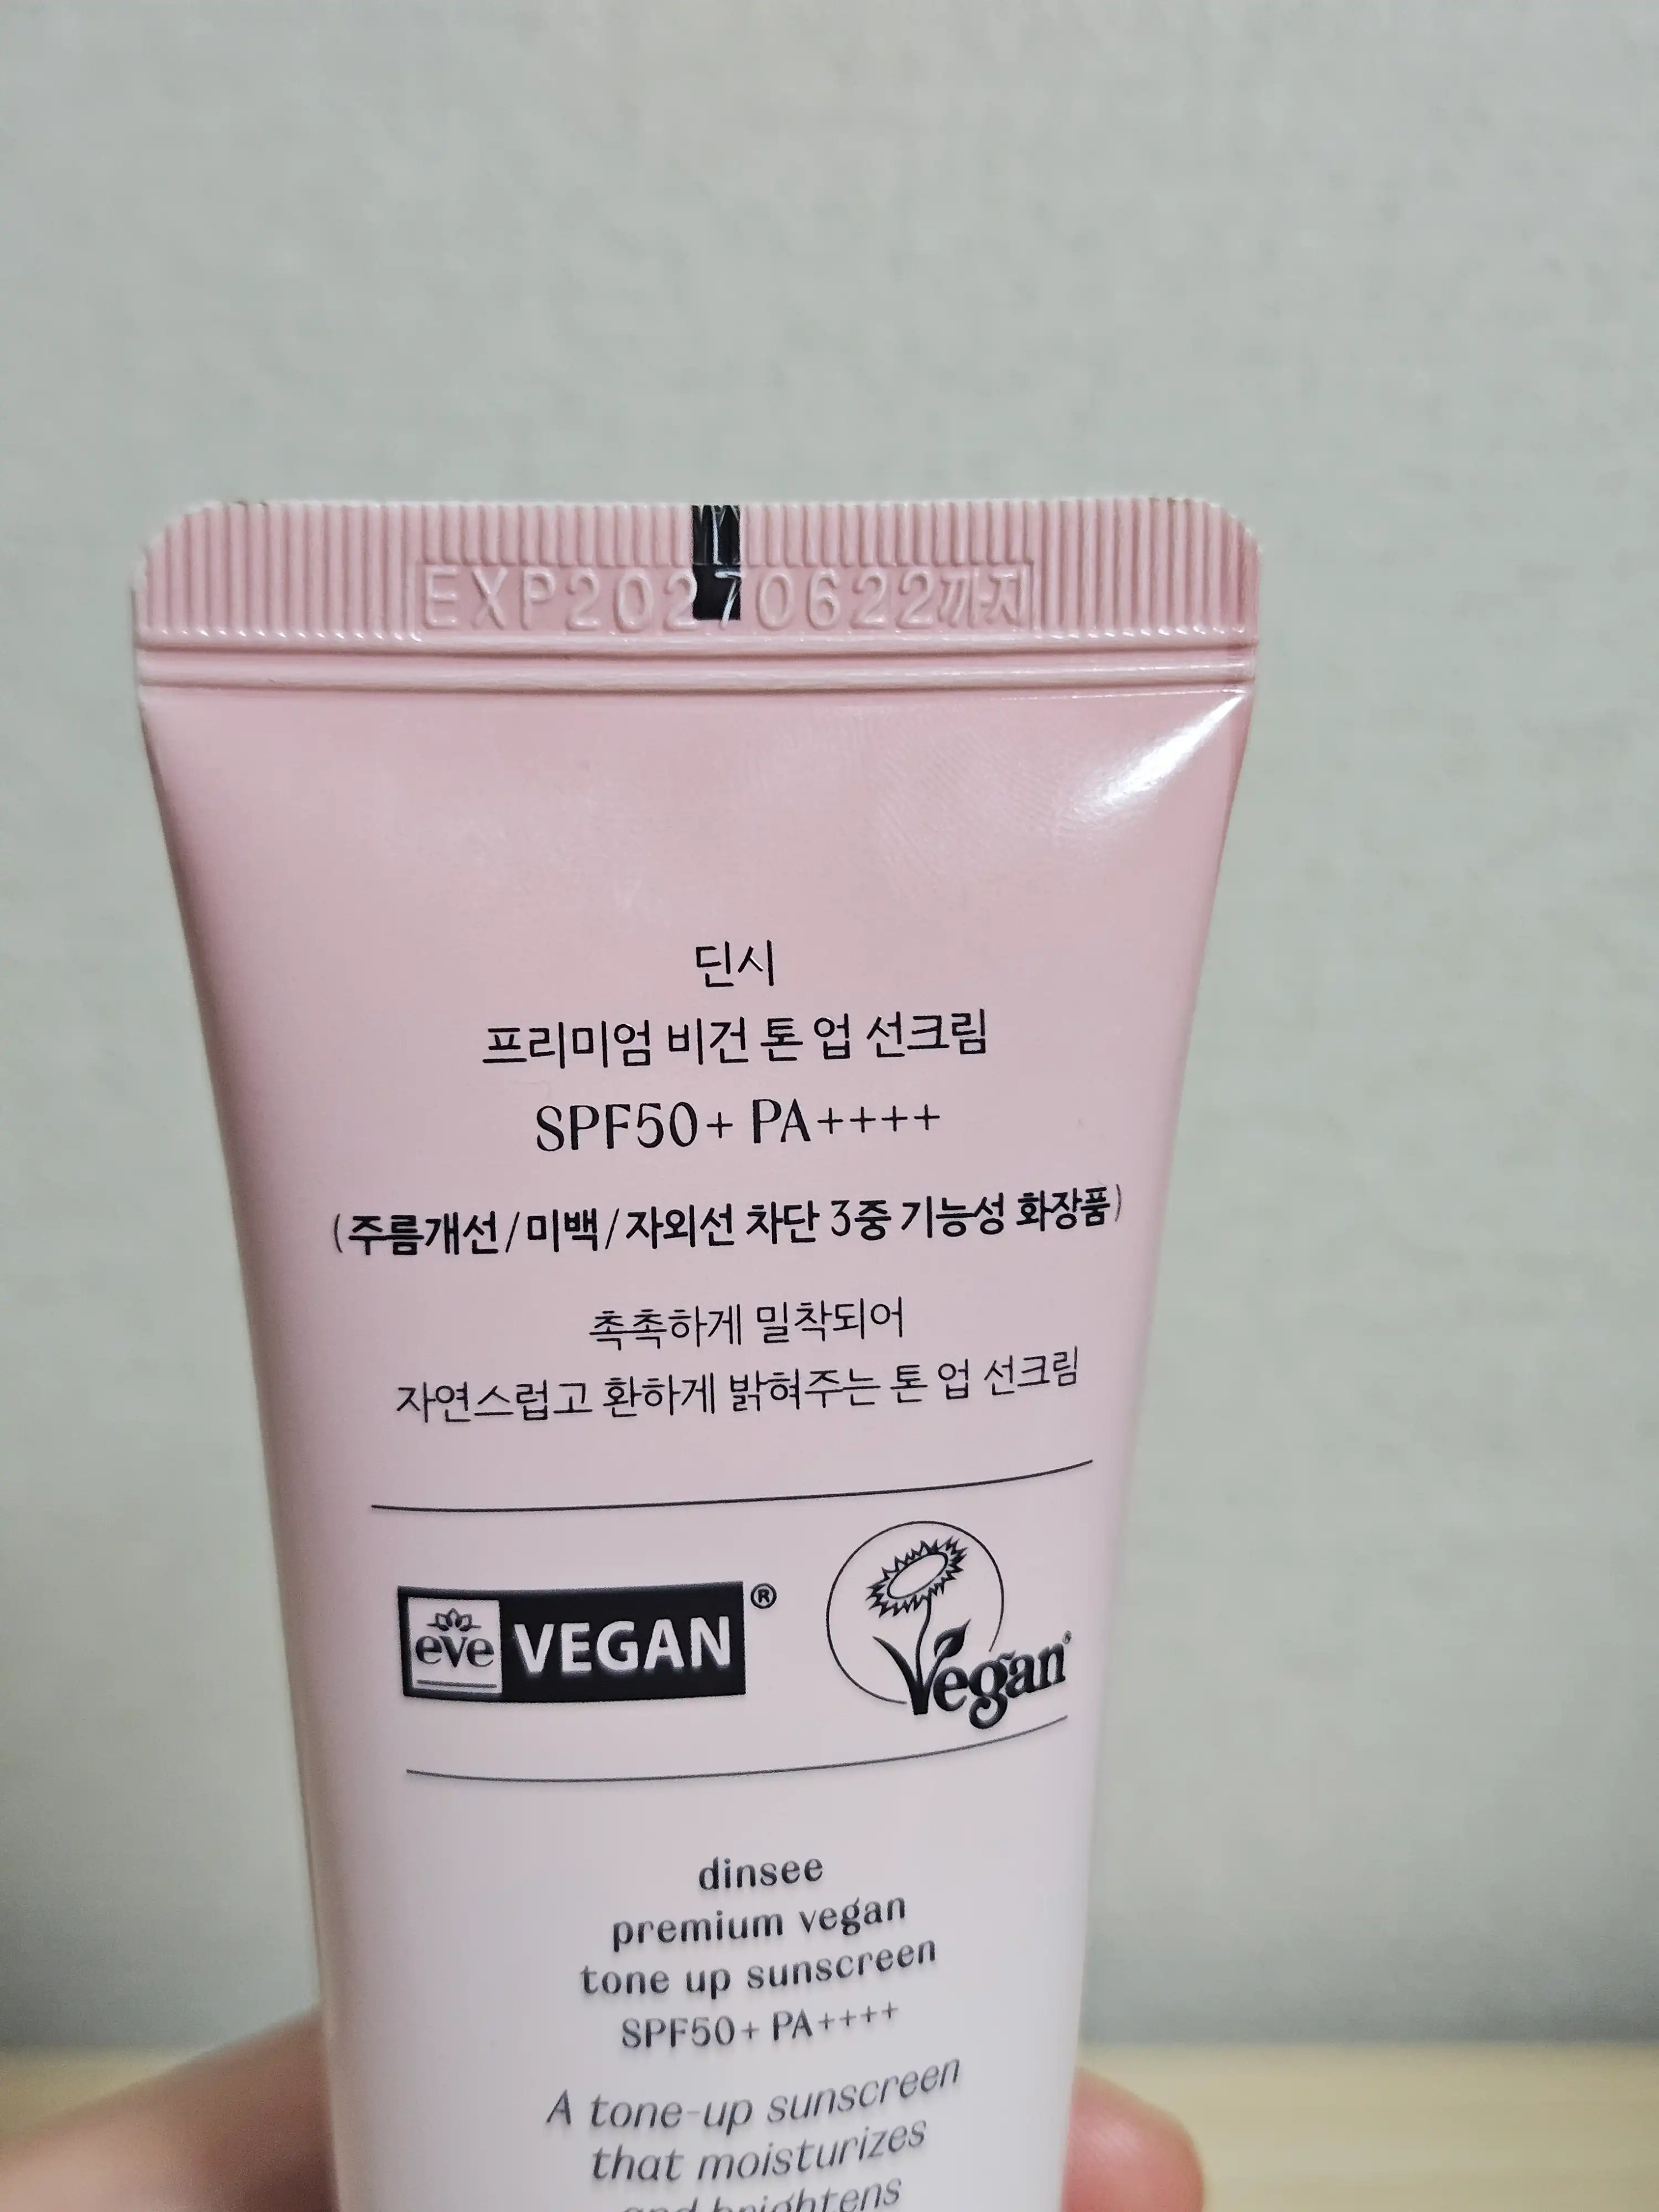 EXP20270622까지
딘시
프리미엄 비건 톤 업 선크림
SPF50+ PA++++
(주름개선/미백/자외선 차단 3중 기능성 화장품)
촉촉하게 밀착되어
자연스럽고 환하게 밝혀주는 톤 업 선크림
eve VEGAN®
Vegan
dinsee
premium vegan
tone up sunscreen
SPF50+ PA++++
A tone-up sunscreen
that moisturizes
and brightens